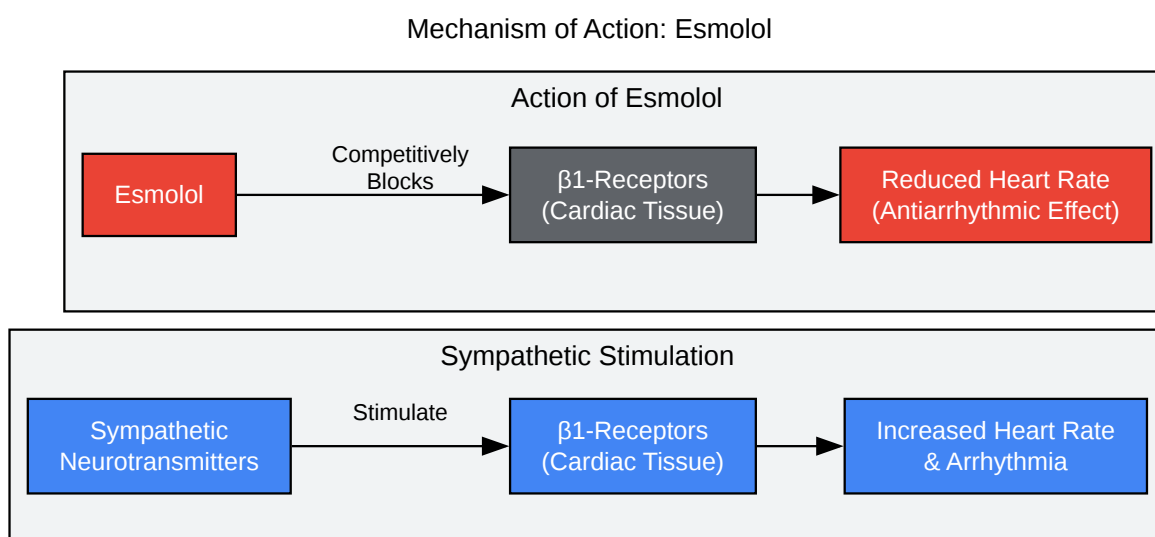 Mechanism of Action: Esmolol
Action of Esmolol
Esmolol
Competitively
Blocks
β1-Receptors
(Cardiac Tissue)
Reduced Heart Rate
(Antiarrhythmic Effect)
Sympathetic Stimulation
Sympathetic
Neurotransmitters
Stimulate
β1-Receptors
(Cardiac Tissue)
Increased Heart Rate
& Arrhythmia